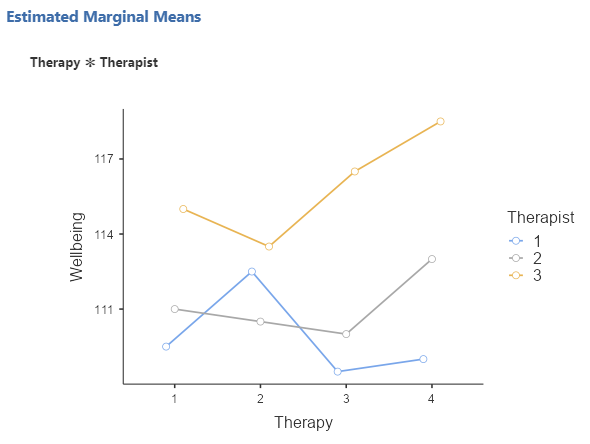 Estimated Marginal Means
Therapy ✻ Therapist
117
114
111
Wellbeing
1 2 3 4
Therapy
Therapist
1
2
3